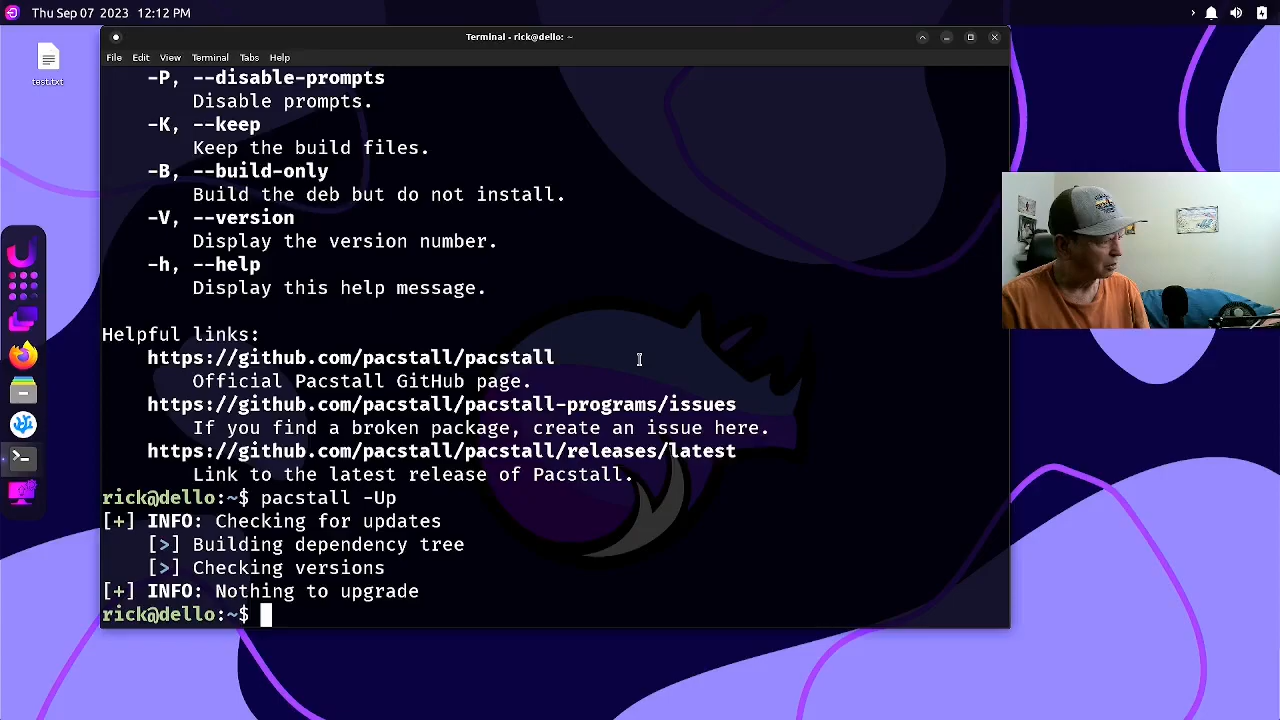 Thu Sep 07 2023 12:12 PM
Terminal - rick@dello: ~
File Edit View Terminal Tabs Help
test.txt
-P, --disable-prompts
Disable prompts.
-K, --keep
Keep the build files.
-B, --build-only
Build the deb but do not install.
-V, --version
Display the version number.
-h, --help
Display this help message.
Helpful links:
https://github.com/pacstall/pacstall
Official Pacstall GitHub page.
https://github.com/pacstall/pacstall-programs/issues
If you find a broken package, create an issue here.
https://github.com/pacstall/pacstall/releases/latest
Link to the latest release of Pacstall.
rick@dello:~$ pacstall -Up
[+] INFO: Checking for updates
[>] Building dependency tree
[>] Checking versions
[+] INFO: Nothing to upgrade
rick@dello:~$